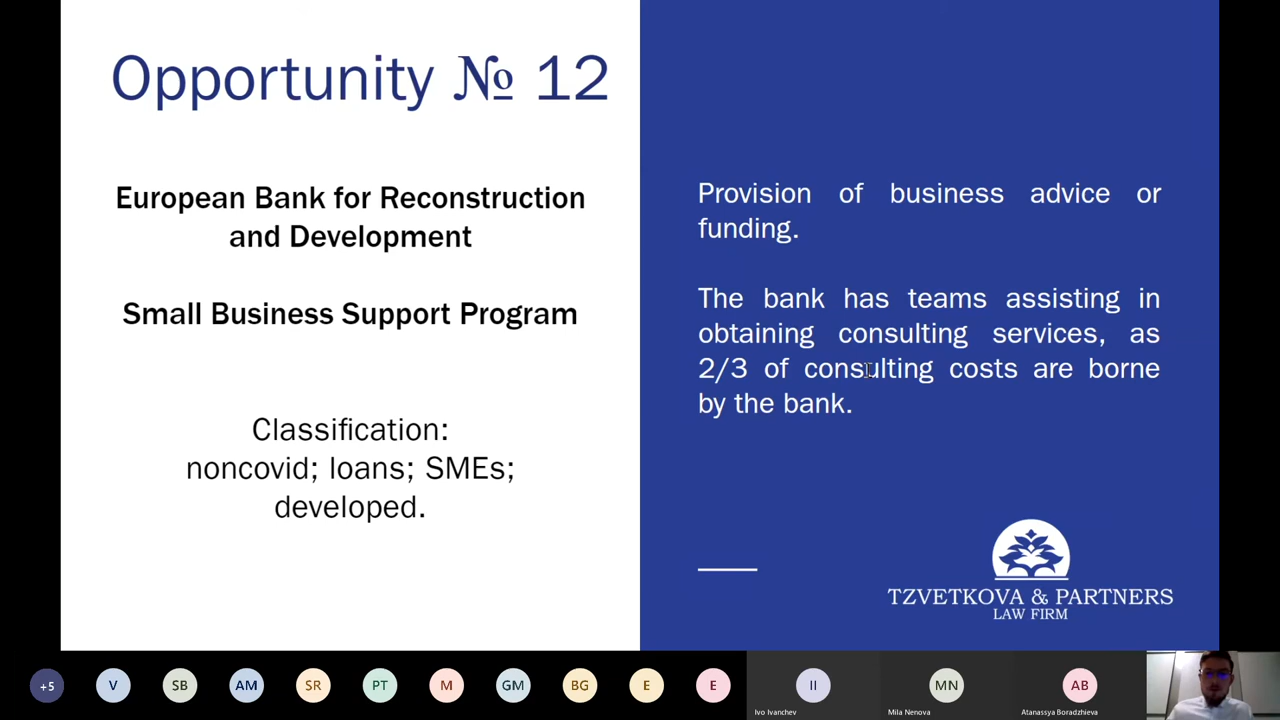 Opportunity № 12
European Bank for Reconstruction
and Development
Small Business Support Program
Classification:
noncovid; loans; SMEs;
developed.
Provision of business advice or
funding.
The bank has teams assisting in
obtaining consulting services, as
2/3 of consulting costs are borne
by the bank.
TZVETKOVA & PARTNERS
LAW FIRM
+5
V
SB
AM
SR
PT
M
GM
BG
E
E
II
Ivo Ivanchev
MN
Mila Nenova
AB
Atanassya Boradzhieva